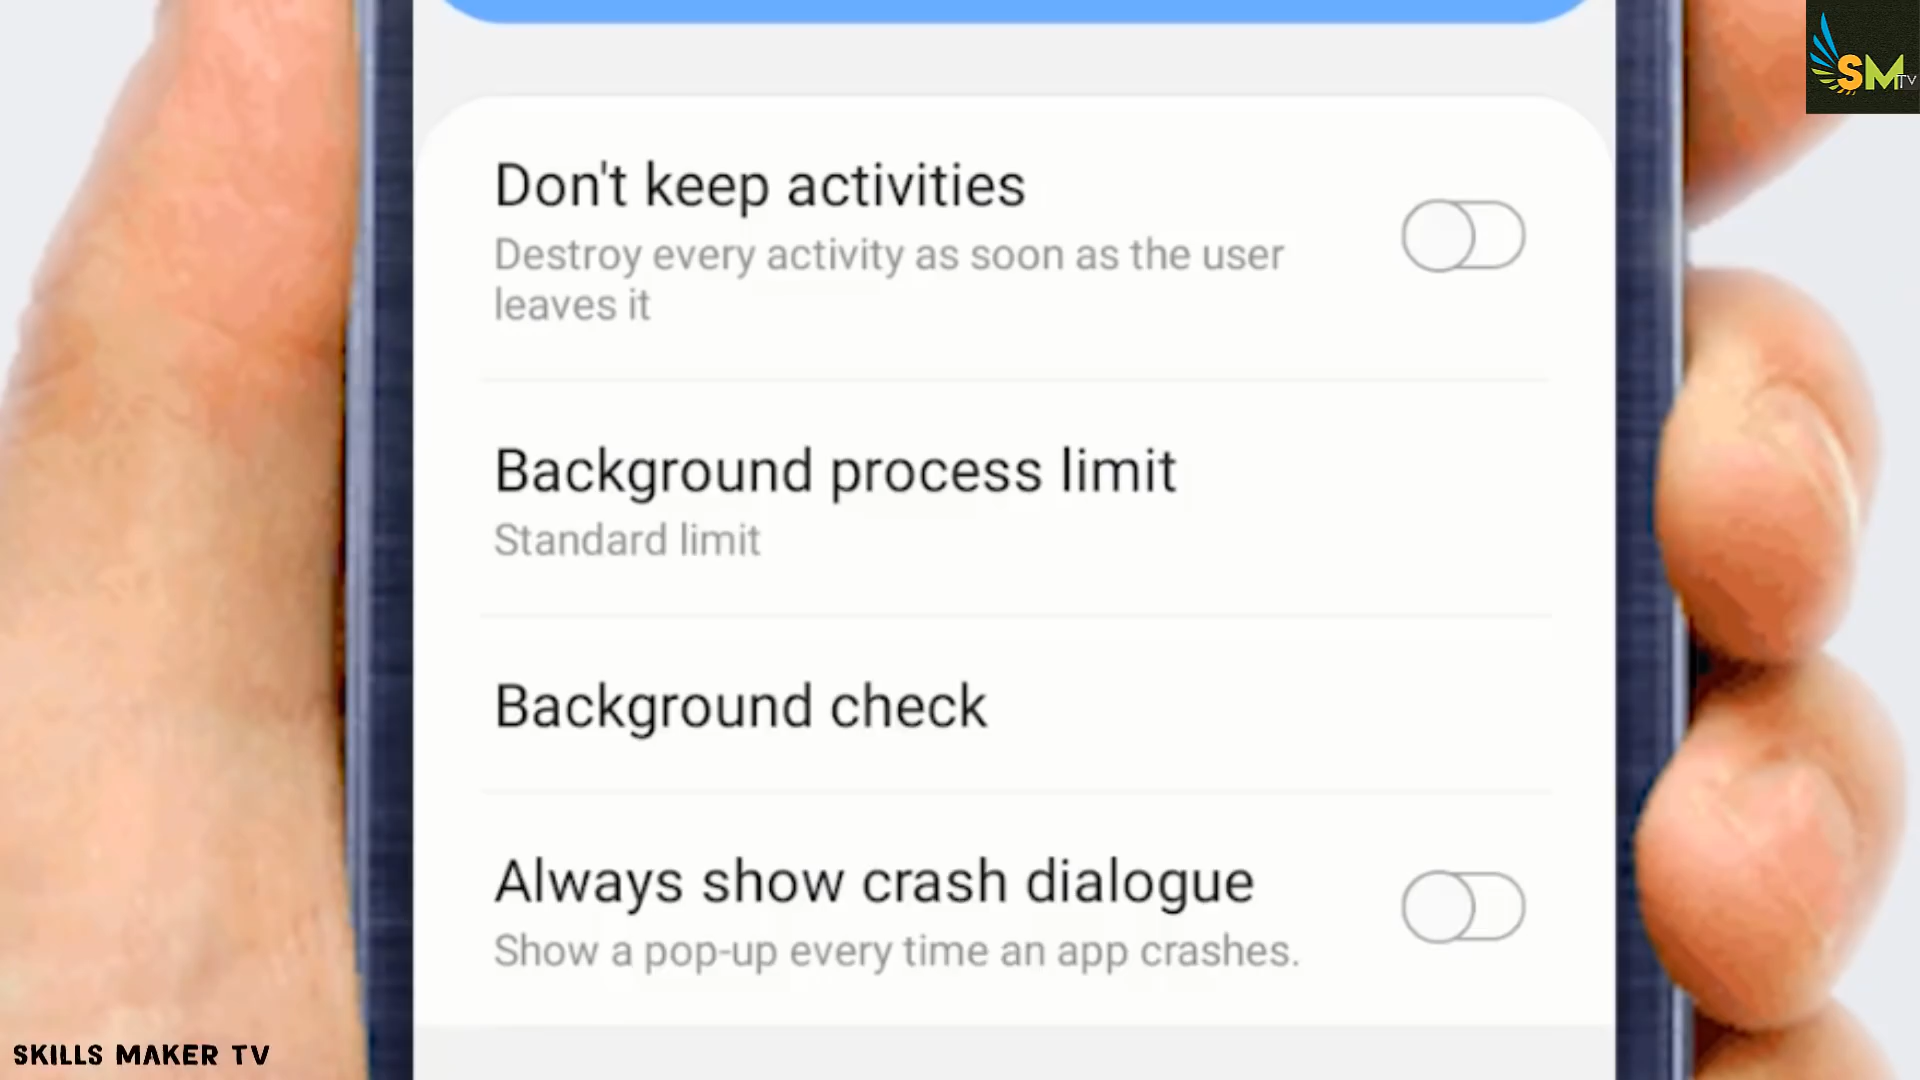 SMTV
Don't keep activities
Destroy every activity as soon as the user
leaves it
Background process limit
Standard limit
Background check
Always show crash dialogue
Show a pop-up every time an app crashes.
SKILLS MAKER TV